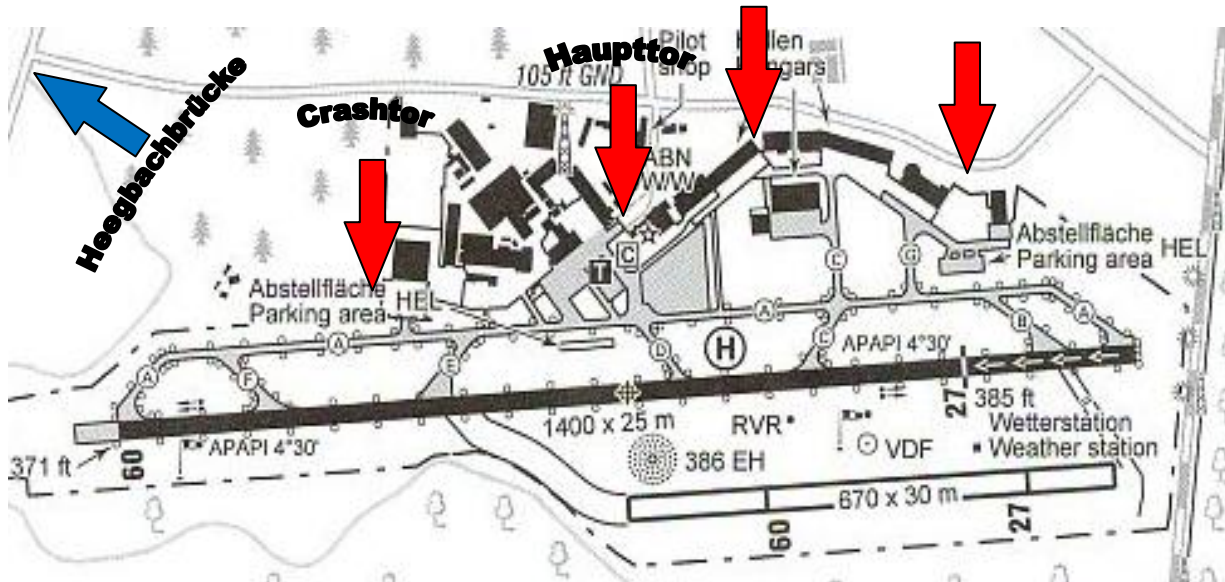 Haupttor
Pilot
shop
105 ft GND
Crashtor
Heegbachbrücke
ABN
C
T
C
G
Abstellfläche
Parking area
HEL
Abstellfläche
Parking area
HEL
A
A
A
B
A
F
E
D
H
C
APAPI 4°30'
27
385 ft
1400 x 25 m
RVR
Wetterstation
Weather station
VDF
371 ft
09
APAPI 4°30'
386 EH
670 x 30 m
09
27